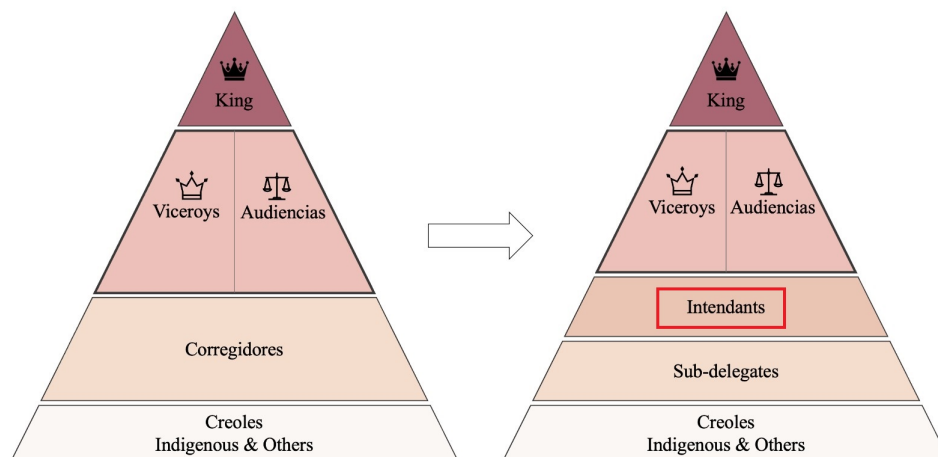 King
Viceroys
Audiencias
Corregidores
Creoles
Indigenous & Others
King
Viceroys
Audiencias
Intendants
Sub-delegates
Creoles
Indigenous & Others